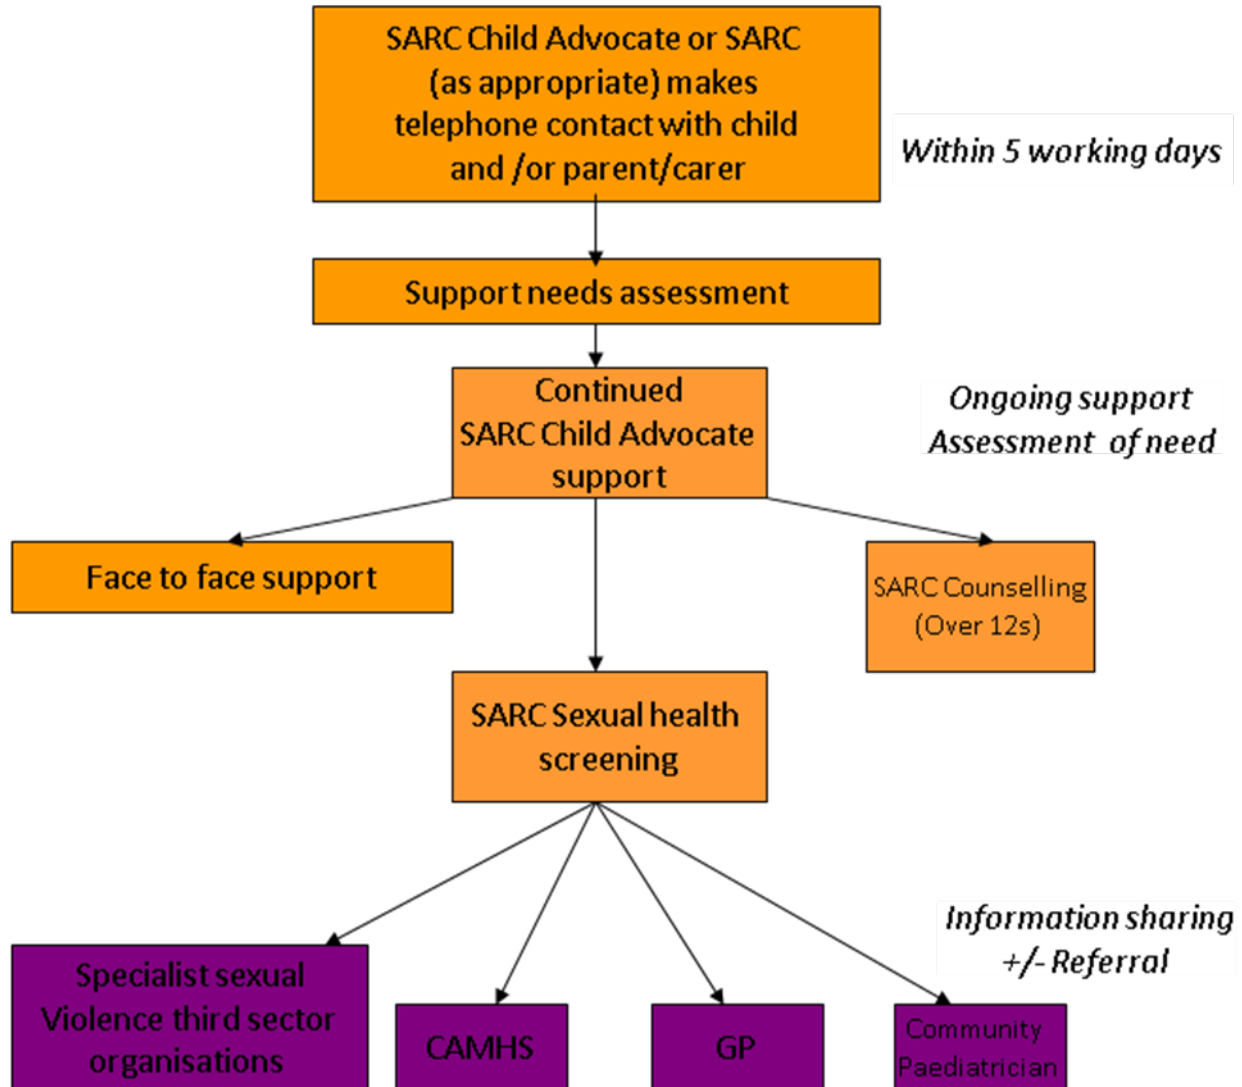 SARC Child Advocate or SARC
(as appropriate) makes
telephone contact with child
and /or parent/carer
Within 5 working days
Support needs assessment
Continued
SARC Child Advocate
support
Ongoing support
Assessment of need
Face to face support
SARC Counselling
(Over 12s)
SARC Sexual health
screening
Information sharing
+/- Referral
Specialist sexual
Violence third sector
organisations
CAMHS
GP
Community
Paediatrician